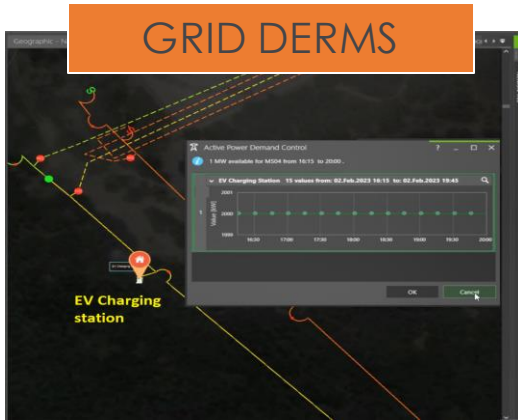 GRID DERMS
Geographic - N
Active Power Demand Control
1 MW available for MS04 from 16:15 to 20:00 .
EV Charging Station 15 values from: 02.Feb.2023 16:15 to: 02.Feb.2023 19:45
2001
2000
1999
Value [kW]
1
16:30 17:00 17:30 18:00 18:30 19:00 19:30 20:00
OK Cancel
EV Charging
station